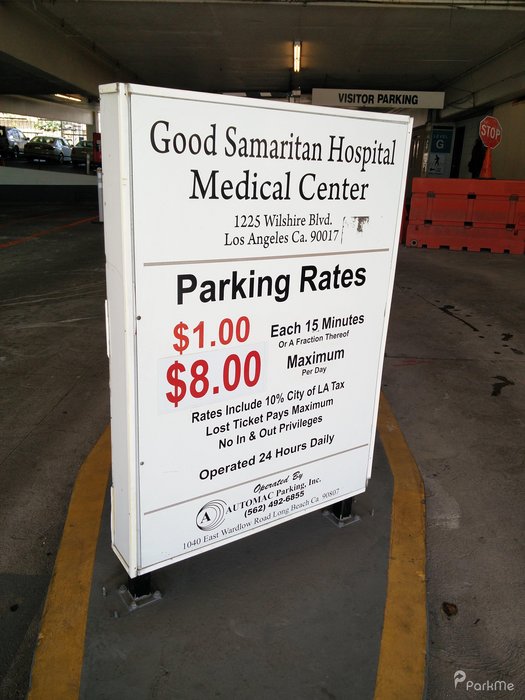 VISITOR PARKING
STOP
G
Good Samaritan Hospital
Medical Center
1225 Wilshire Blvd.
Los Angeles Ca. 90017
Parking Rates
$1.00 Each 15 Minutes
Or A Fraction Thereof
$8.00 Maximum
Per Day
Rates Include 10% City of LA Tax
Lost Ticket Pays Maximum
No In & Out Privileges
Operated 24 Hours Daily
Operated By
A AUTOMAC Parking, Inc.
(562) 492-6855
1040 East Wardlow Road Long Beach Ca. 90807
ParkMe